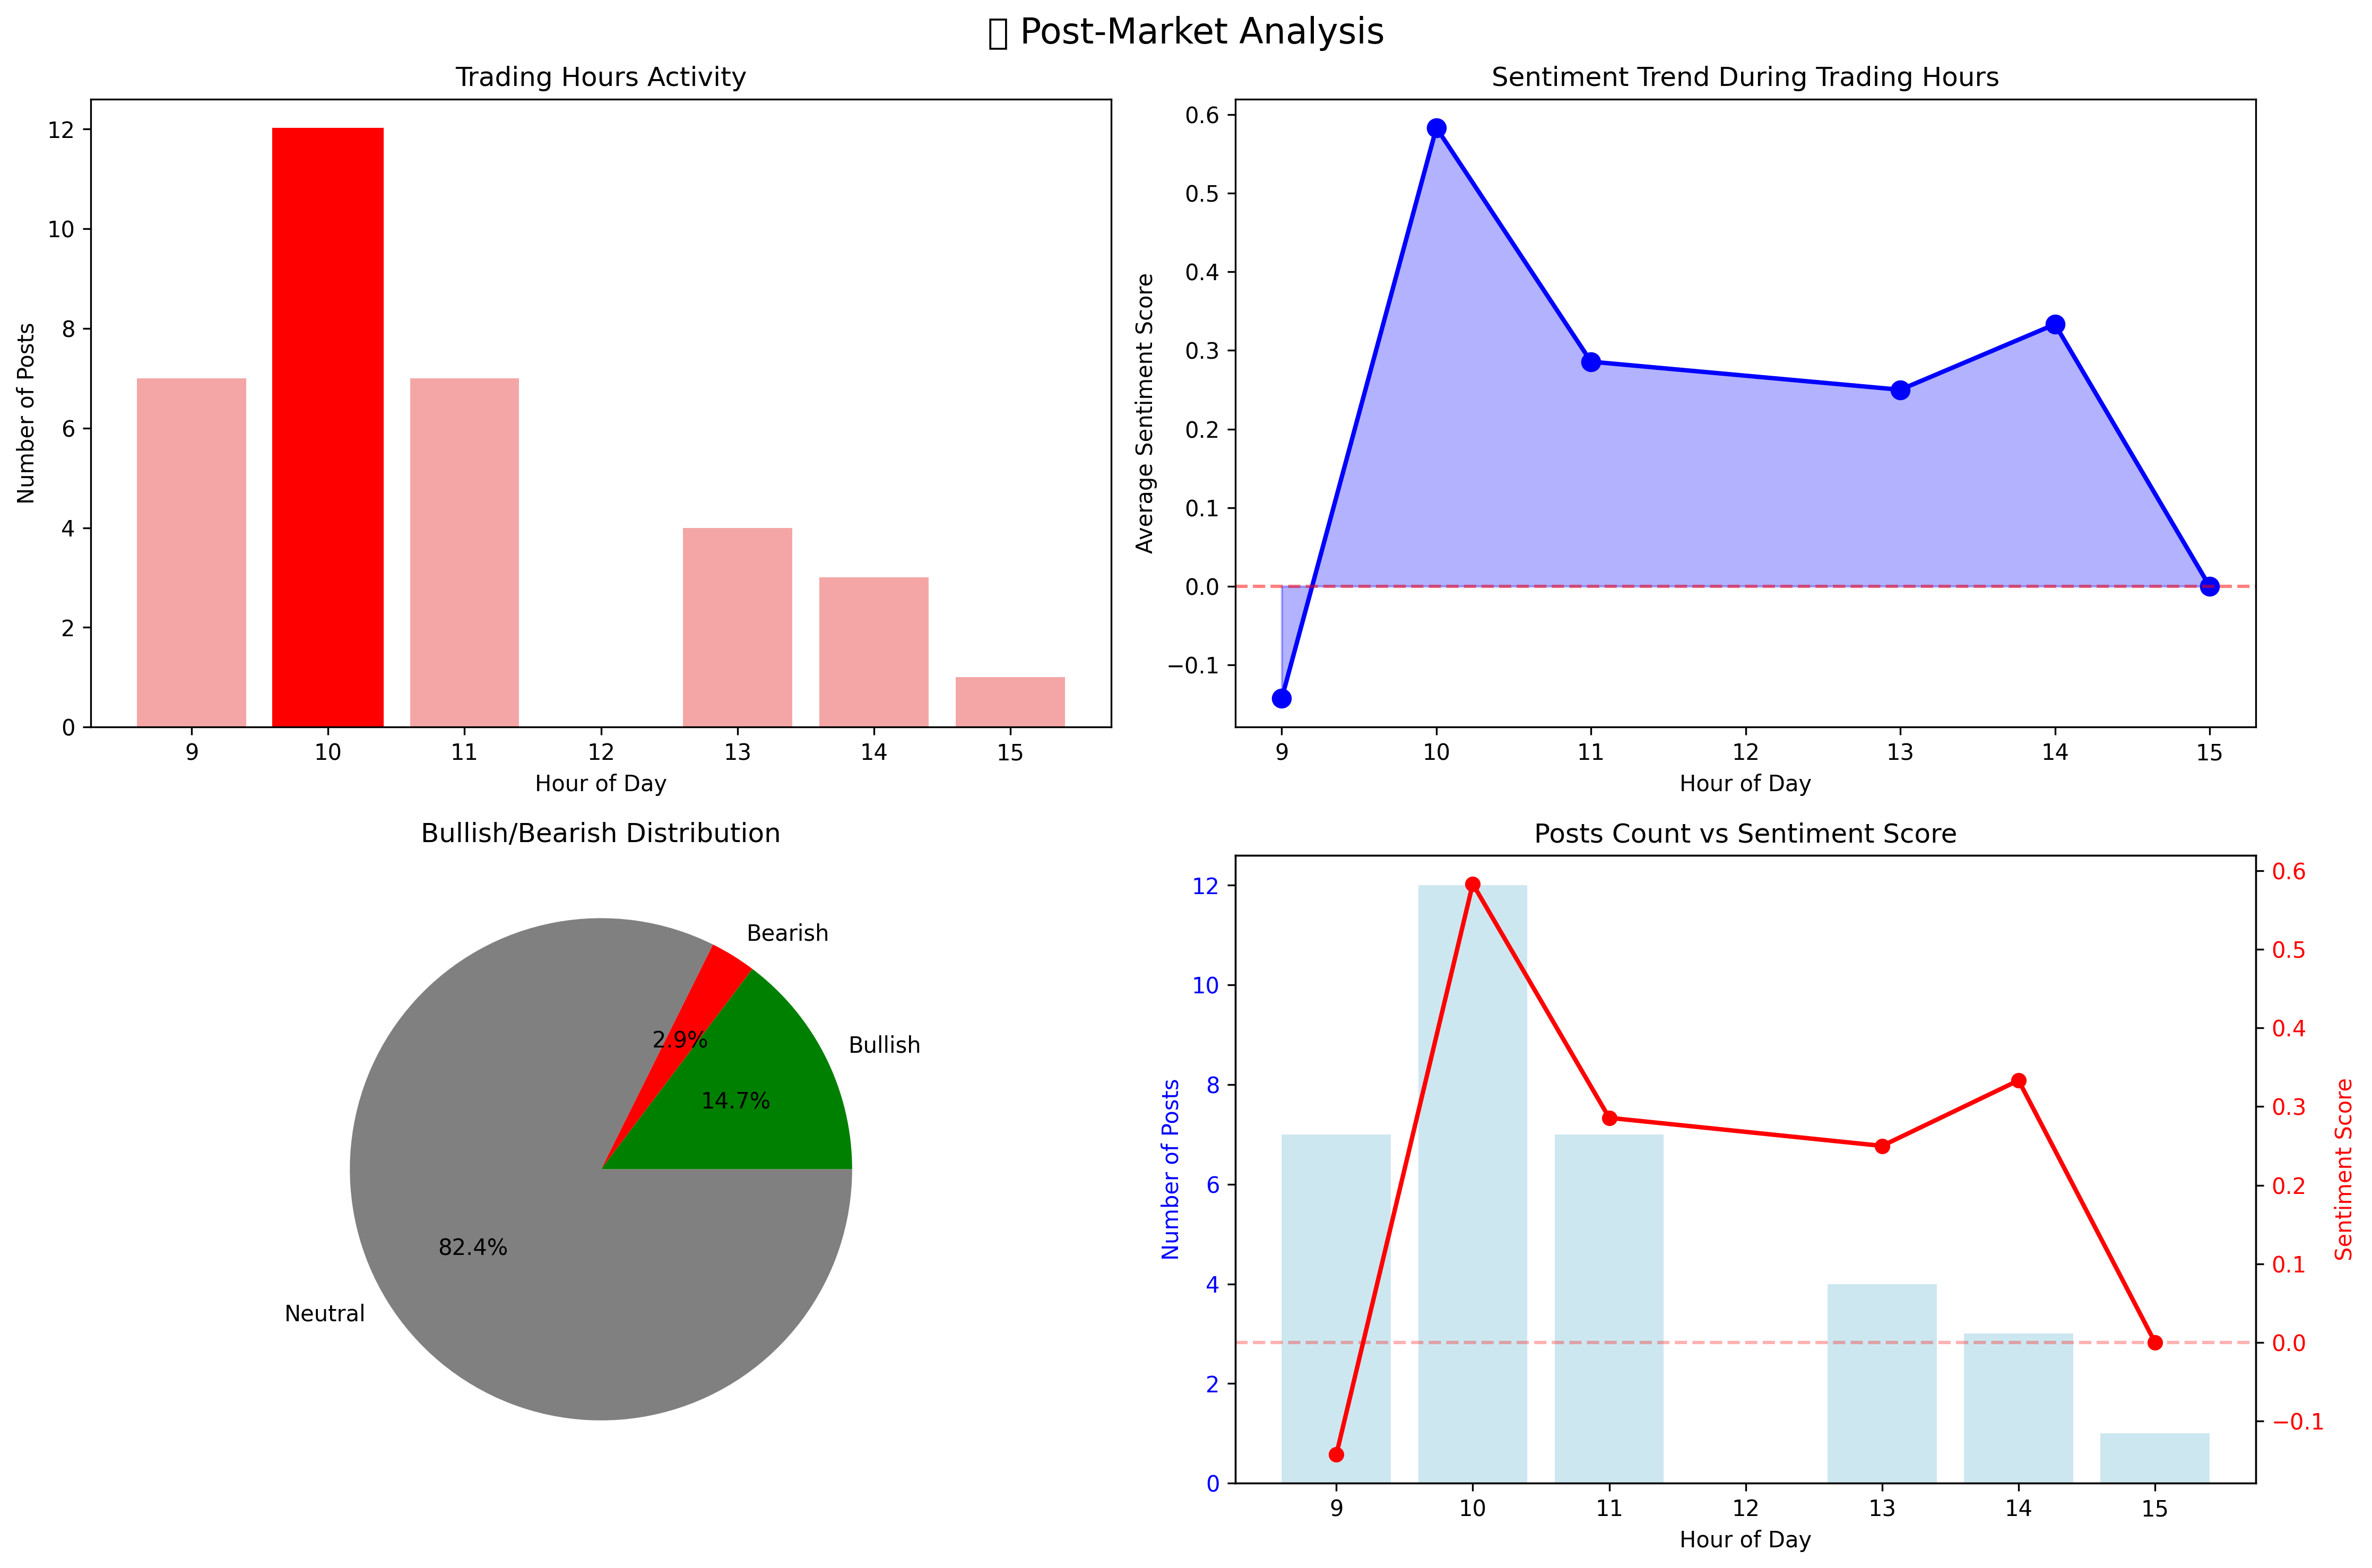 Post-Market Analysis
Trading Hours Activity
Number of Posts
12
10
8
6
4
2
0
9 10 11 12 13 14 15
Hour of Day
Sentiment Trend During Trading Hours
Average Sentiment Score
0.6
0.5
0.4
0.3
0.2
0.1
0.0
−0.1
9 10 11 12 13 14 15
Hour of Day
Bullish/Bearish Distribution
Bearish
2.9%
Bullish
14.7%
82.4%
Neutral
Posts Count vs Sentiment Score
Number of Posts
12
10
8
6
4
2
0
0.6
0.5
0.4
0.3
0.2
0.1
0.0
−0.1
Sentiment Score
9 10 11 12 13 14 15
Hour of Day